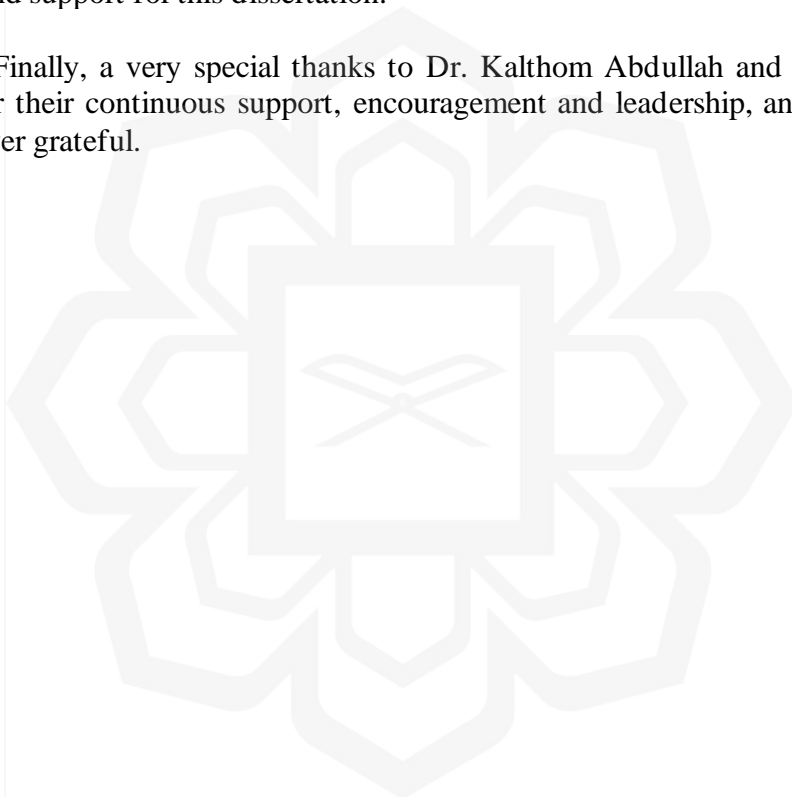 nd support for this dissertation.
Finally, a very special thanks to Dr. Kalthom Abdullah and
r their continuous support, encouragement and leadership, an
er grateful.